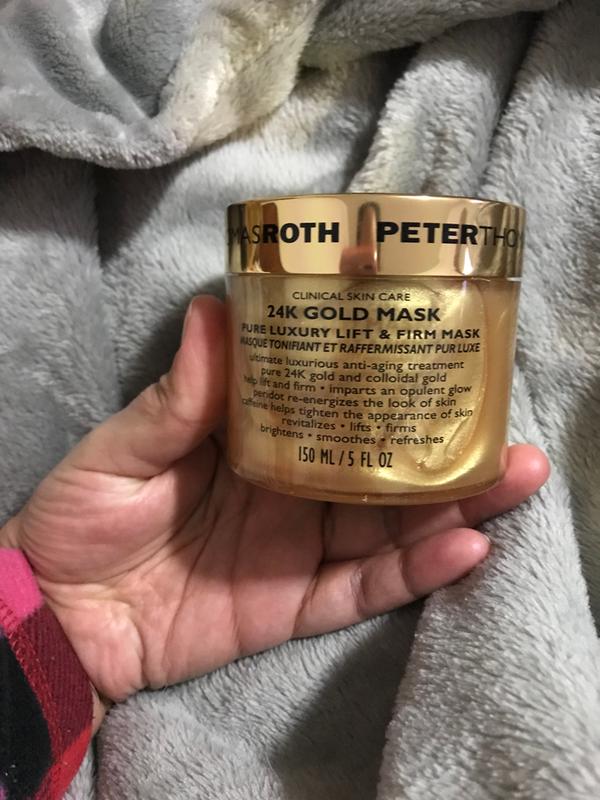 MASROTH PETERTHO
CLINICAL SKIN CARE
24K GOLD MASK
PURE LUXURY LIFT & FIRM MASK
MASQUE TONIFIANT ET RAFFERMISSANT PUR LUXE
ultimate luxurious anti-aging treatment
pure 24K gold and colloidal gold
help lift and firm • imparts an opulent glow
peridot re-energizes the look of skin
caffeine helps tighten the appearance of skin
revitalizes • lifts • firms
brightens • smoothes • refreshes
150 ML / 5 FL OZ